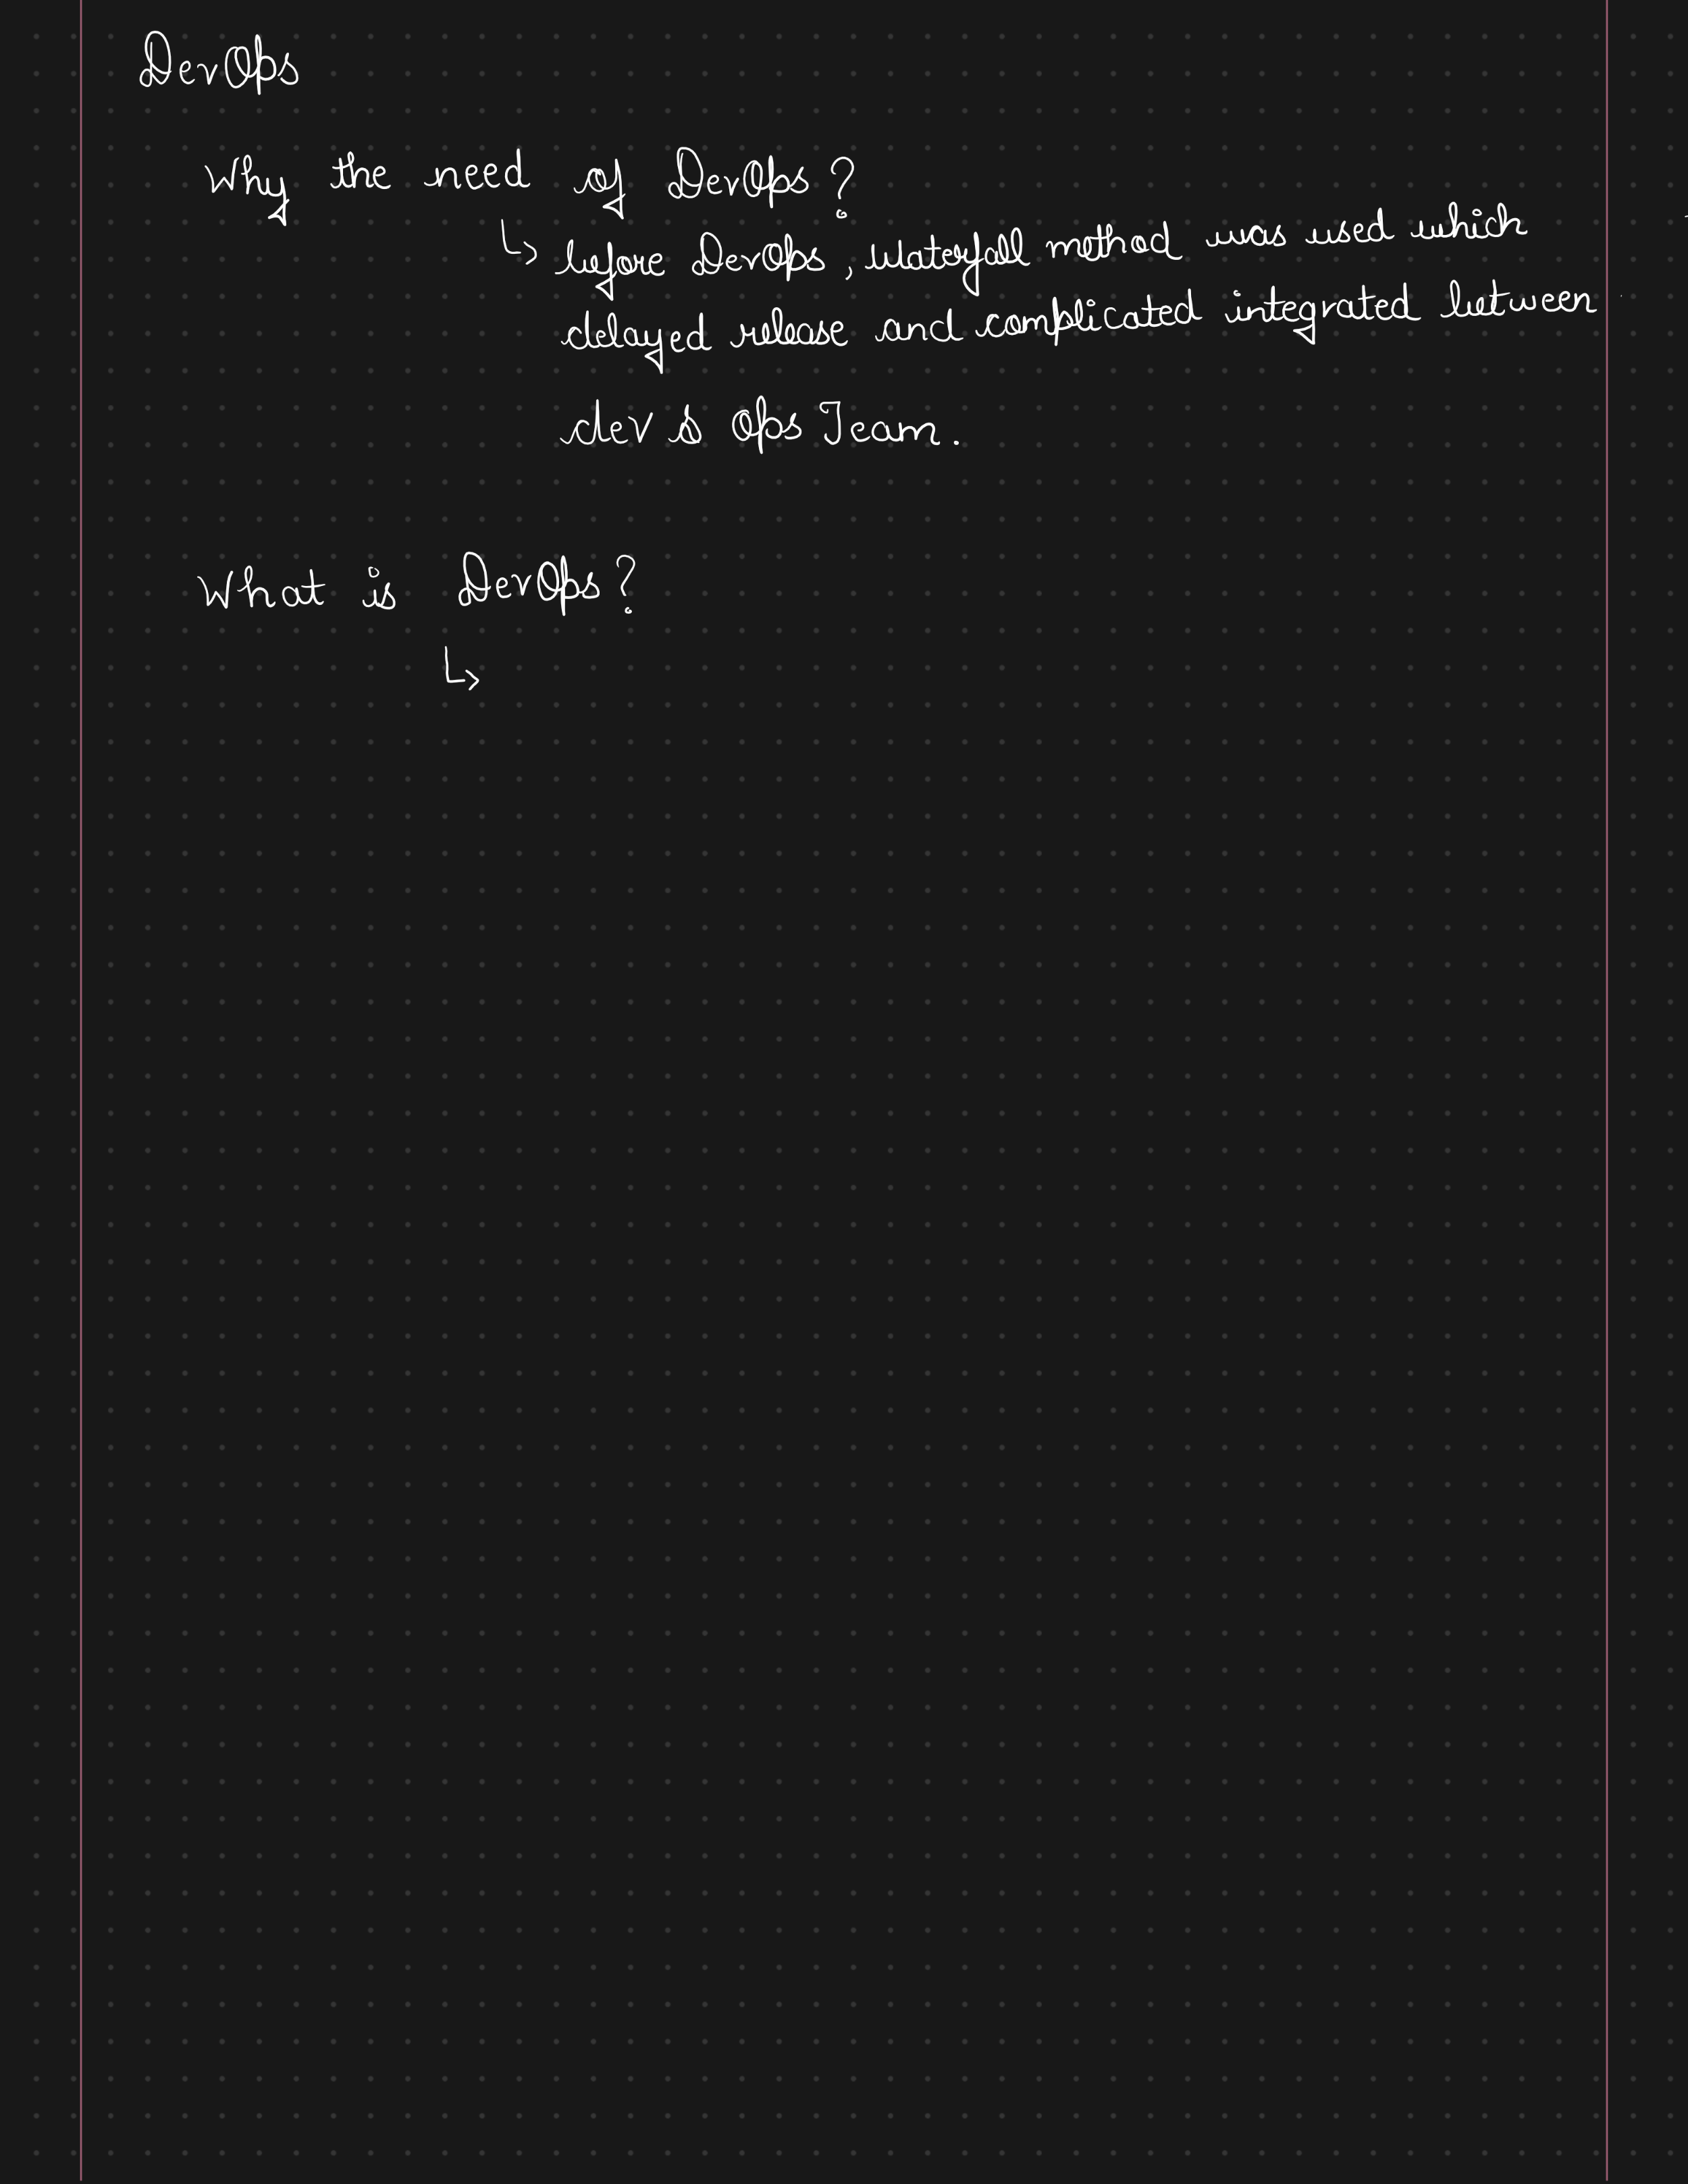 DevOps
Why the need of DevOps?
↳ before DevOps, waterfall method was used which
delayed release and complicated integrated between
dev & Ops Team.
What is DevOps?
↳